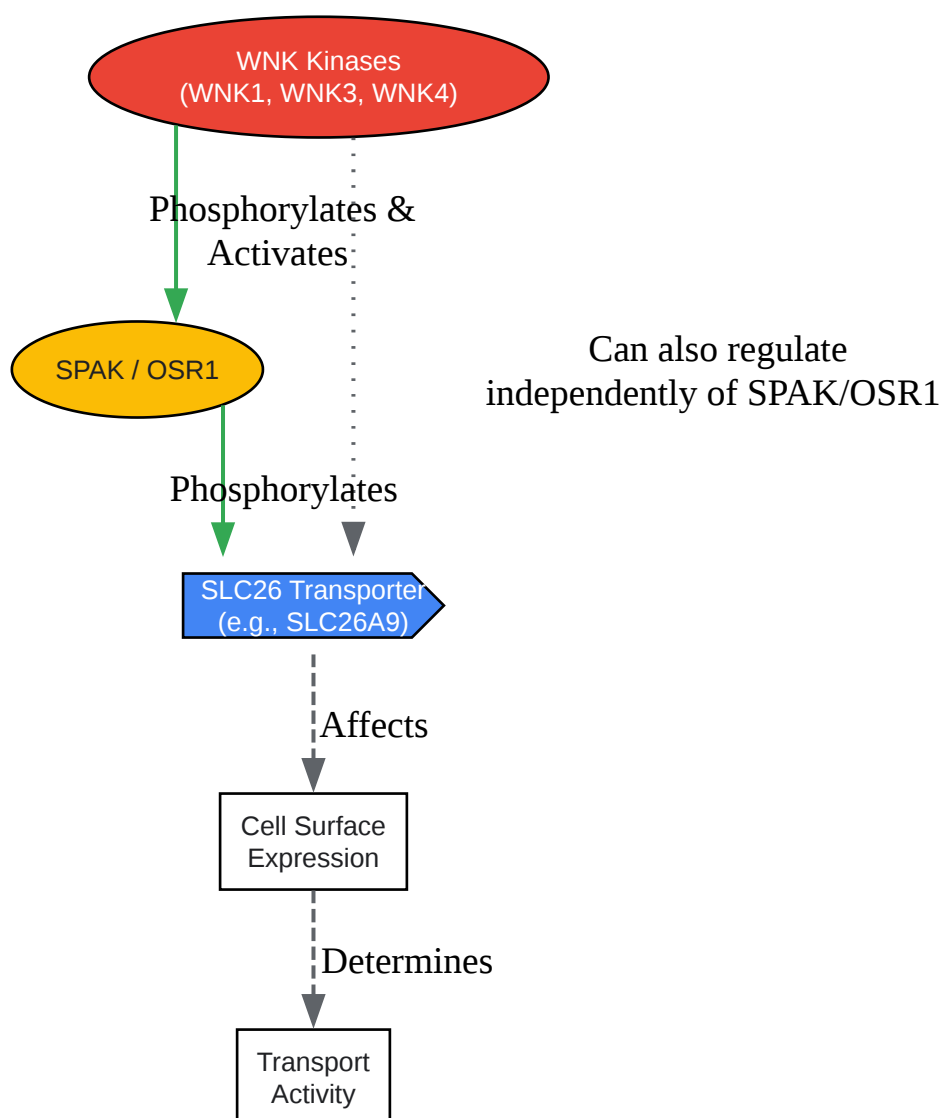 WNK Kinases
(WNK1, WNK3, WNK4)
Phosphorylates &
Activates
SPAK / OSR1
Can also regulate
independently of SPAK/OSR1
Phosphorylates
SLC26 Transporter
(e.g., SLC26A9)
Affects
Cell Surface
Expression
Determines
Transport
Activity